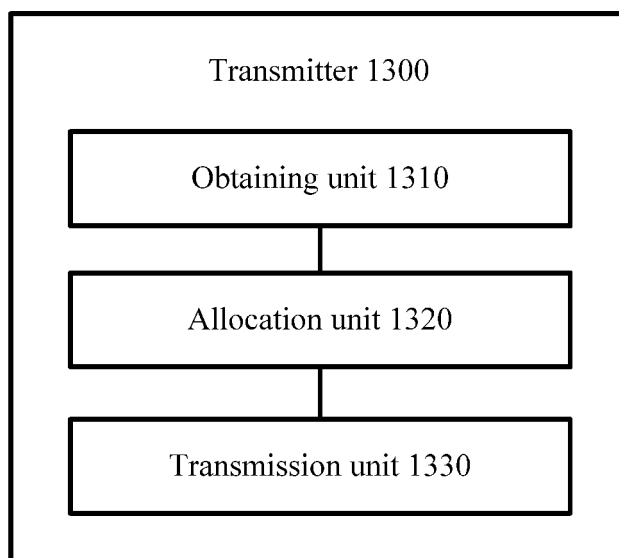 Transmitter 1300
Obtaining unit 1310
Allocation unit 1320
Transmission unit 1330